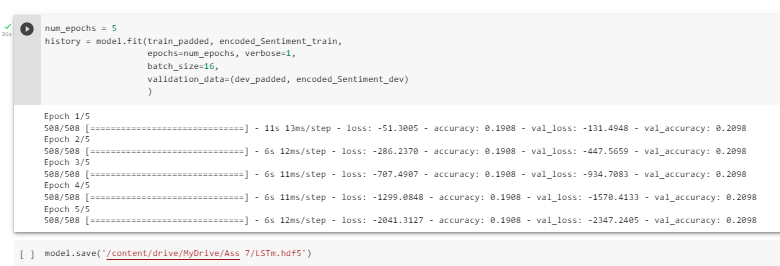 num_epochs = 5
history = model.fit(train_padded, encoded_Sentiment_train,
epochs=num_epochs, verbose=1,
batch_size=16,
validation_data=(dev_padded, encoded_Sentiment_dev)
)
Epoch 1/5
508/508 [==============================] - 11s 13ms/step - loss: -51.3005 - accuracy: 0.1908 - val_loss: -131.4948 - val_accuracy: 0.2098
Epoch 2/5
508/508 [==============================] - 6s 12ms/step - loss: -286.2370 - accuracy: 0.1908 - val_loss: -447.5659 - val_accuracy: 0.2098
Epoch 3/5
508/508 [==============================] - 6s 11ms/step - loss: -707.4907 - accuracy: 0.1908 - val_loss: -934.7083 - val_accuracy: 0.2098
Epoch 4/5
508/508 [==============================] - 6s 11ms/step - loss: -1299.0848 - accuracy: 0.1908 - val_loss: -1570.4133 - val_accuracy: 0.2098
Epoch 5/5
508/508 [==============================] - 6s 12ms/step - loss: -2041.3127 - accuracy: 0.1908 - val_loss: -2347.2405 - val_accuracy: 0.2098
[ ] model.save('/content/drive/MyDrive/Ass 7/LSTm.hdf5')